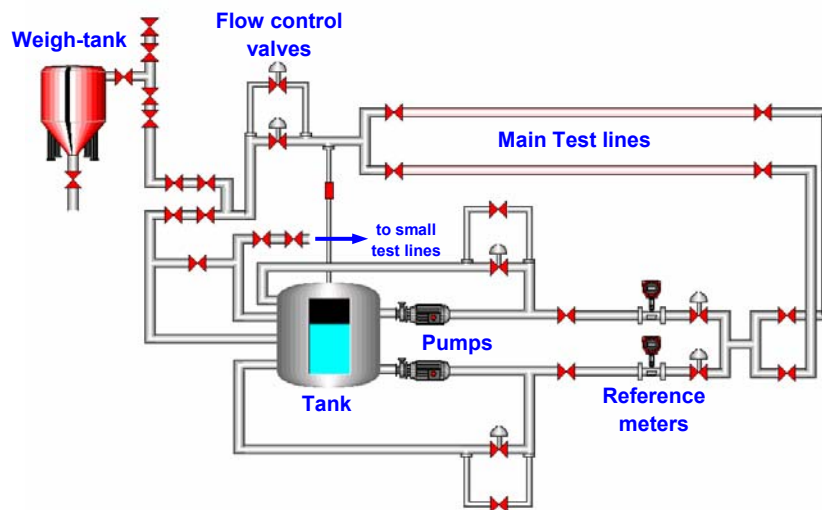 Flow control
valves
Weigh-tank
Main Test lines
to small
test lines
Pumps
Tank
Reference
meters